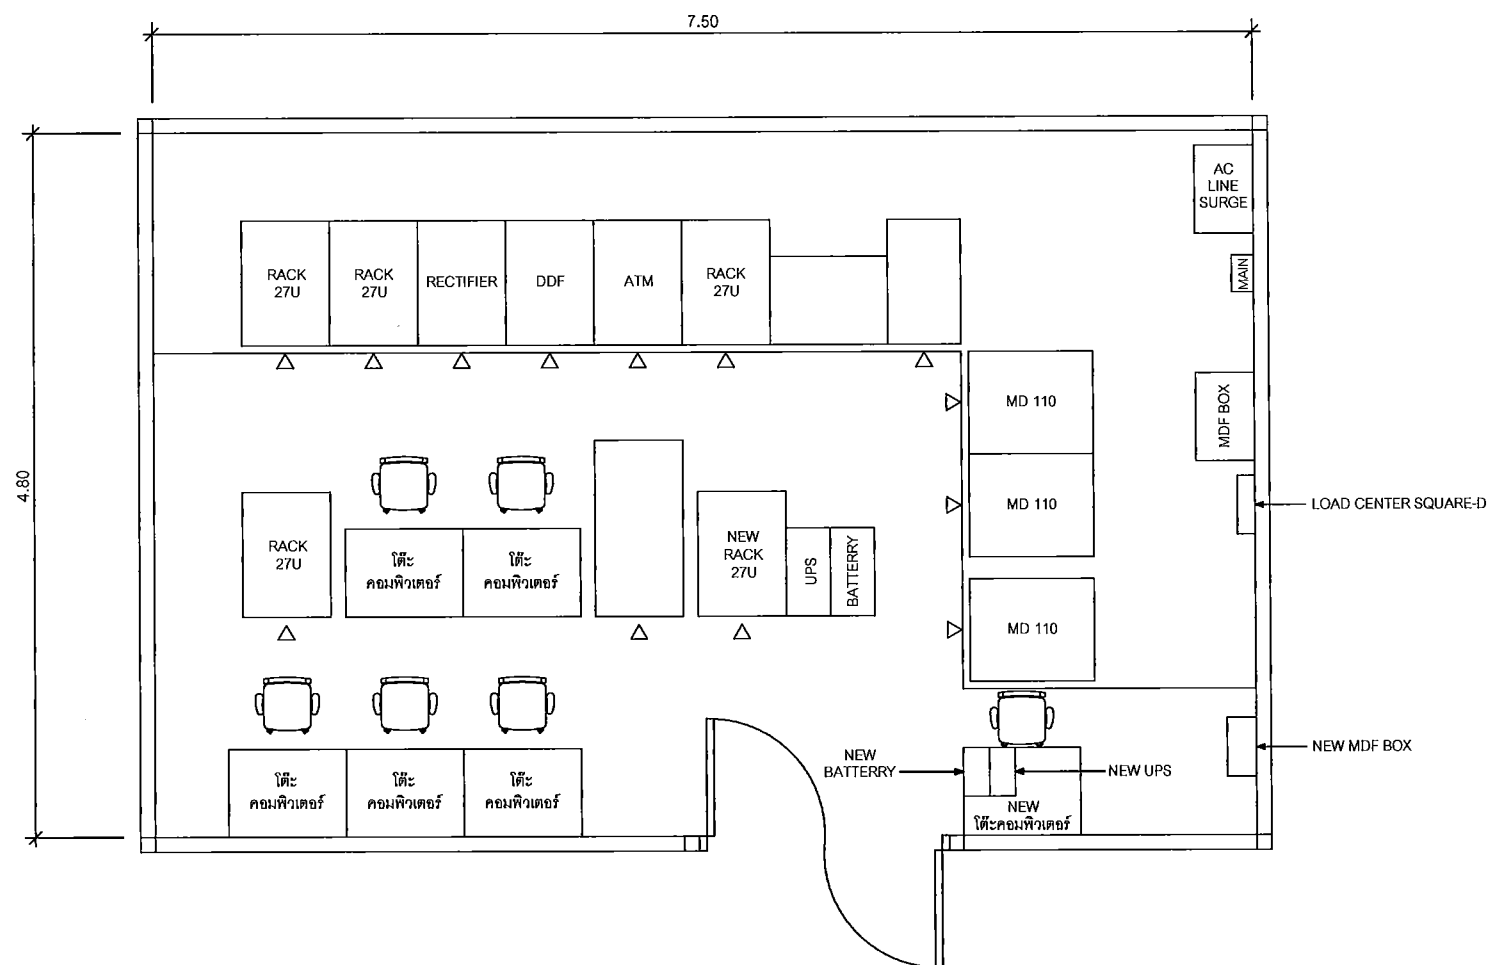 7.50
4.80
AC
LINE
SURGE
MAIN
RACK
27U
RACK
27U
RECTIFIER
DDF
ATM
RACK
27U
MD 110
MDF BOX
MD 110
LOAD CENTER SQUARE-D
RACK
27U
โต๊ะ
คอมพิวเตอร์
โต๊ะ
คอมพิวเตอร์
NEW
RACK
27U
UPS
BATTERRY
MD 110
NEW MDF BOX
NEW
BATTERRY
NEW UPS
โต๊ะ
คอมพิวเตอร์
โต๊ะ
คอมพิวเตอร์
โต๊ะ
คอมพิวเตอร์
NEW
โต๊ะคอมพิวเตอร์